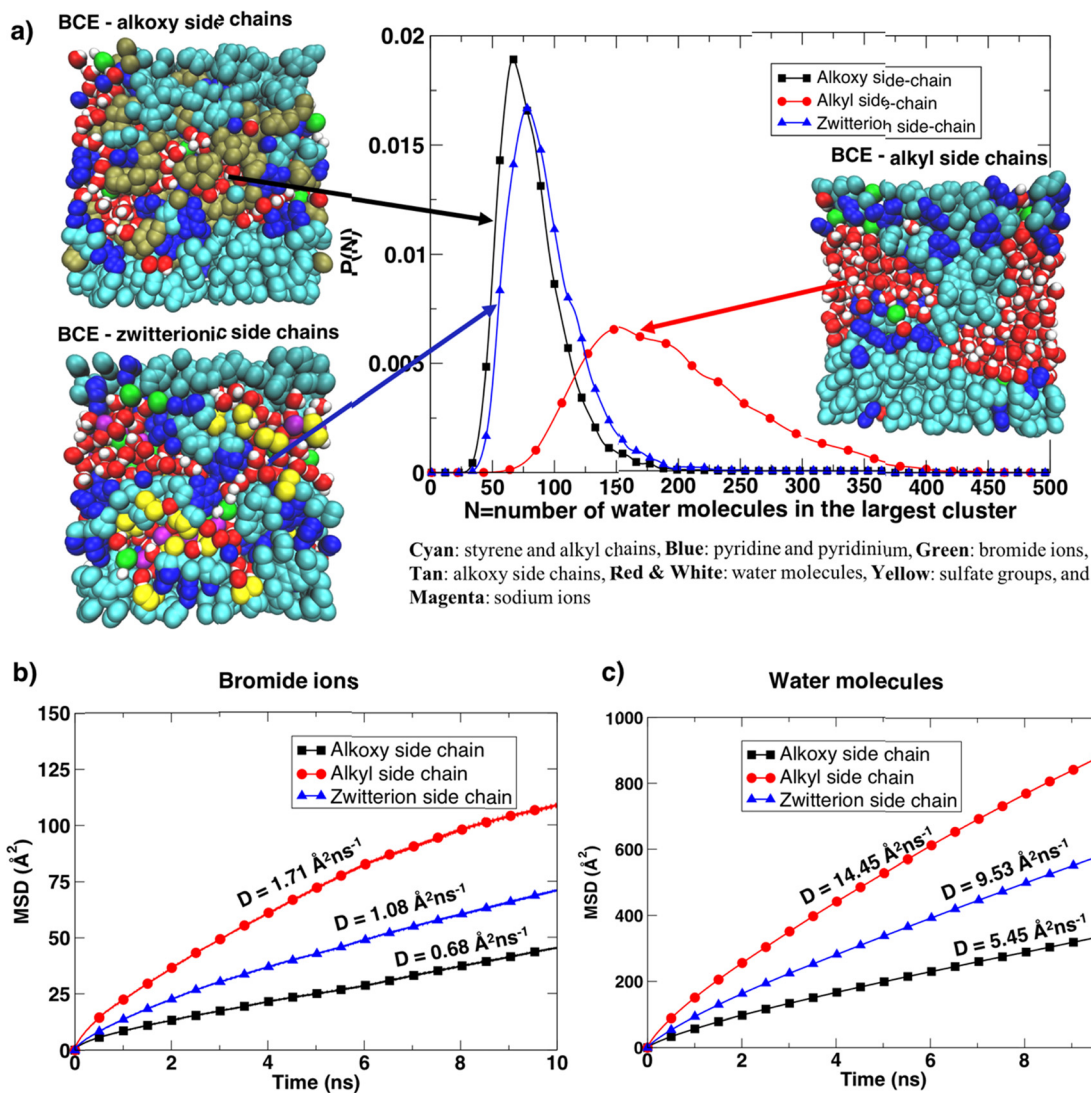 a)
BCE - alkoxy side chains
BCE - zwitterionic side chains
0.02
0.015
0.01
0.005
0
P(N)
Alkoxy side-chain
Alkyl side-chain
Zwitterion side-chain
BCE - alkyl side chains
0 50 100 150 200 250 300 350 400 450 500
N=number of water molecules in the largest cluster
Cyan: styrene and alkyl chains, Blue: pyridine and pyridinium, Green: bromide ions,
Tan: alkoxy side chains, Red & White: water molecules, Yellow: sulfate groups, and
Magenta: sodium ions
b)
Bromide ions
150
125
100
75
50
25
0
MSD (Å²)
Alkoxy side chain
Alkyl side chain
Zwitterion side chain
D = 1.71 Å²ns⁻¹
D = 1.08 Å²ns⁻¹
D = 0.68 Å²ns⁻¹
0 2 4 6 8 10
Time (ns)
c)
Water molecules
1000
800
600
400
200
0
MSD (Å²)
Alkoxy side chain
Alkyl side chain
Zwitterion side chain
D = 14.45 Å²ns⁻¹
D = 9.53 Å²ns⁻¹
D = 5.45 Å²ns⁻¹
0 2 4 6 8
Time (ns)